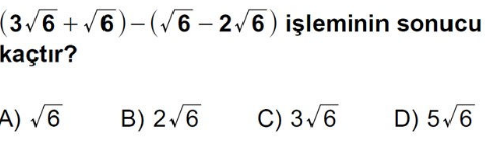 (3√6 + √6) − (√6 − 2√6) işleminin sonucu
kaçtır?
A) √6 B) 2√6 C) 3√6 D) 5√6